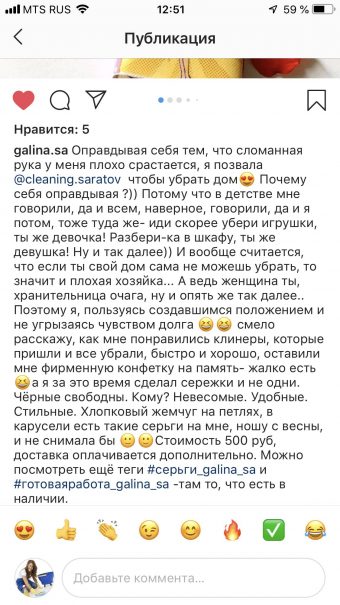 MTS RUS 12:51 59 %
Публикация
Нравится: 5
galina.sa Оправдывая себя тем, что сломанная
рука у меня плохо срастается, я позвала
@cleaning.saratov чтобы убрать дом😍 Почему
себя оправдывая ?)) Потому что в детстве мне
говорили, да и всем, наверное, говорили, да и я
потом, тоже туда же- иди скорее убери игрушки,
ты же девочка! Разбери-ка в шкафу, ты же
девушка! Ну и так далее)) И вообще считается,
что если ты свой дом сама не можешь убрать, то
значит и плохая хозяйка... А ведь женщина ты,
хранительница очага, ну и опять же так далее..
Поэтому я, пользуясь создавшимся положением и
не угрызаясь чувством долга 😆😆 смело
расскажу, как мне понравились клинеры, которые
пришли и все убрали, быстро и хорошо, оставили
мне фирменную конфетку на память- жалко есть
😆а я за это время сделал сережки и не одни.
Чёрные свободны. Кому? Невесомые. Удобные.
Стильные. Хлопковый жемчуг на петлях, в
карусели есть такие серьги на мне, ношу с весны,
и не снимала бы 🙂🙂Стоимость 500 руб,
доставка оплачивается дополнительно. Можно
посмотреть ещё теги #серьги_galina_sa и
#готоваяработа_galina_sa -там то, что есть в
наличии.
Добавьте комментарий...